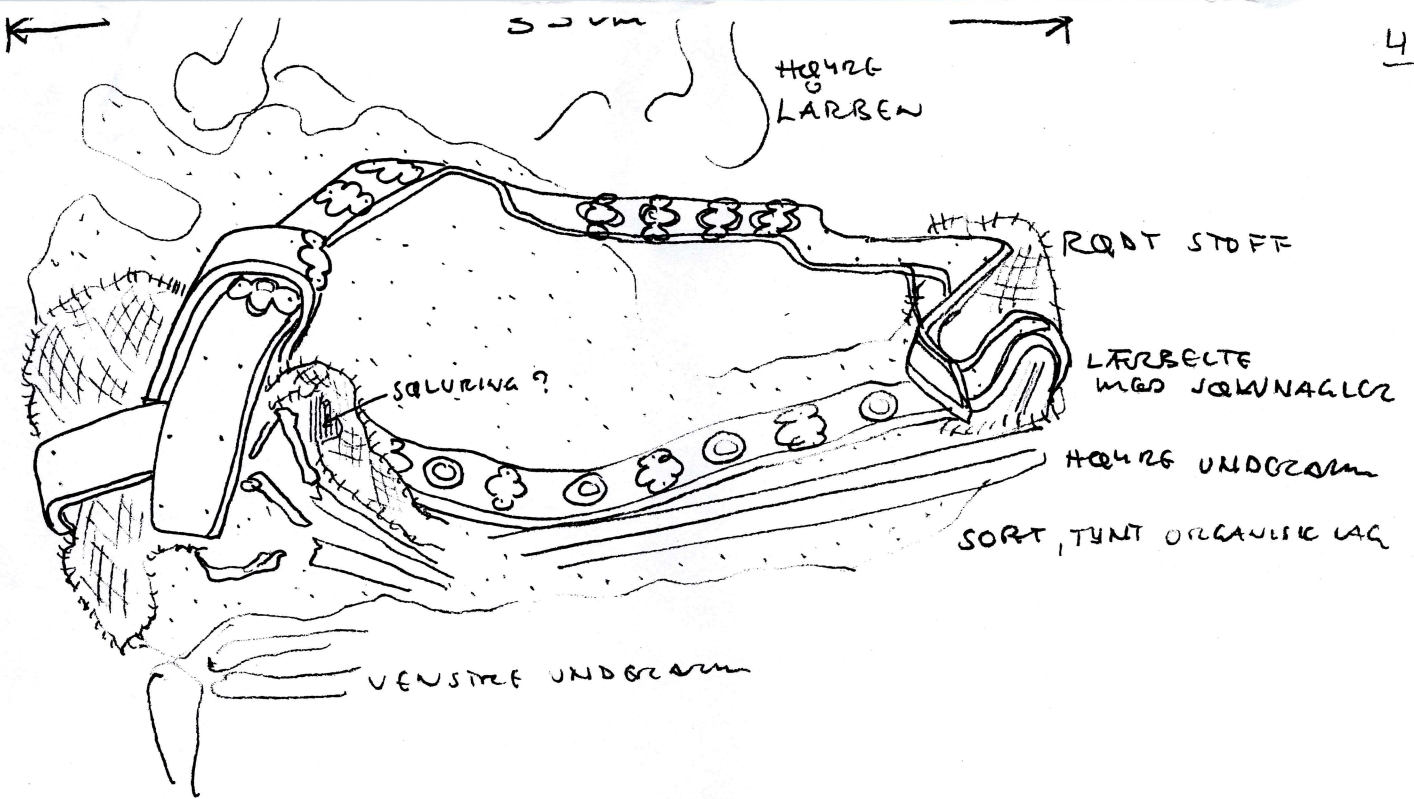 4
HØYRE
LÅRBEN
RØDT STOFF
LÆRBELTE
MED SØLVNAGLER
SØLVRING ?
HØYRE UNDERARM
SORT, TYNT ORGANISK LAG
VENSTRE UNDERARM